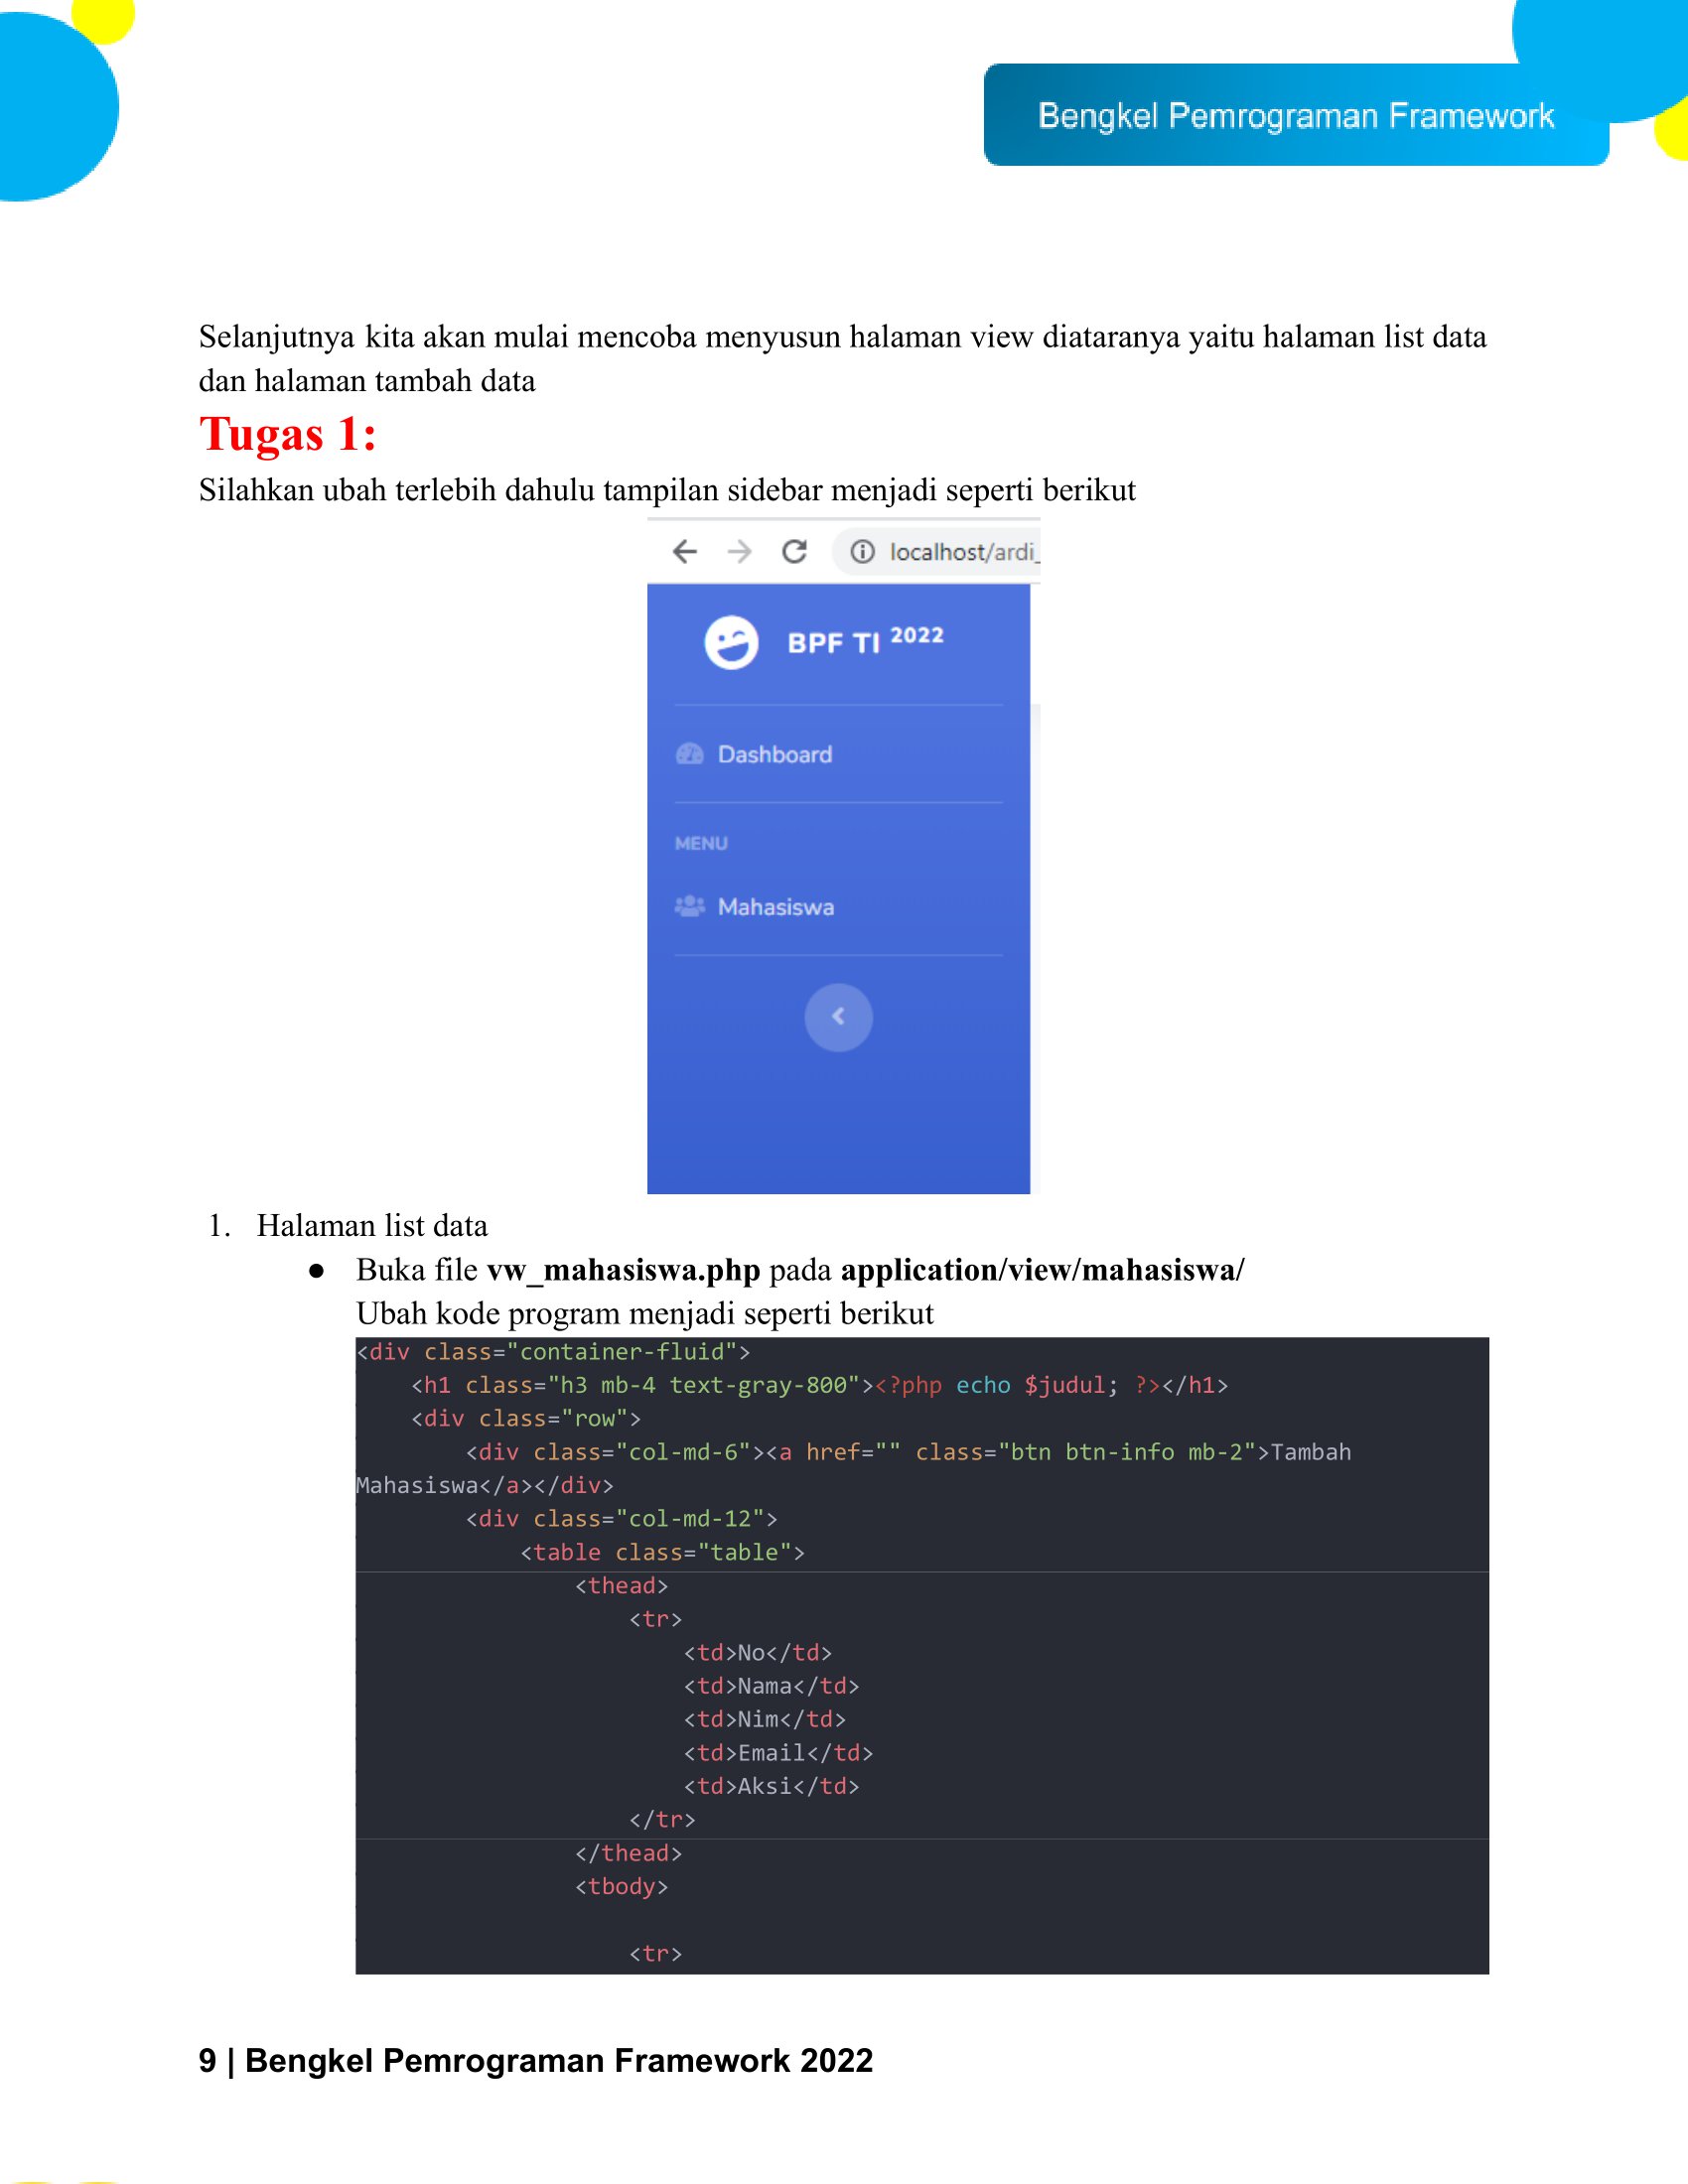 Bengkel Pemrograman Framework
Selanjutnya kita akan mulai mencoba menyusun halaman view diataranya yaitu halaman list data
dan halaman tambah data
Tugas 1:
Silahkan ubah terlebih dahulu tampilan sidebar menjadi seperti berikut
localhost/ardi_
BPF TI 2022
Dashboard
MENU
Mahasiswa
1. Halaman list data
● Buka file vw_mahasiswa.php pada application/view/mahasiswa/
Ubah kode program menjadi seperti berikut
<div class="container-fluid">
    <h1 class="h3 mb-4 text-gray-800"><?php echo $judul; ?></h1>
    <div class="row">
        <div class="col-md-6"><a href="" class="btn btn-info mb-2">Tambah
Mahasiswa</a></div>
        <div class="col-md-12">
            <table class="table">
                <thead>
                    <tr>
                        <td>No</td>
                        <td>Nama</td>
                        <td>Nim</td>
                        <td>Email</td>
                        <td>Aksi</td>
                    </tr>
                </thead>
                <tbody>
                    <tr>
9 | Bengkel Pemrograman Framework 2022